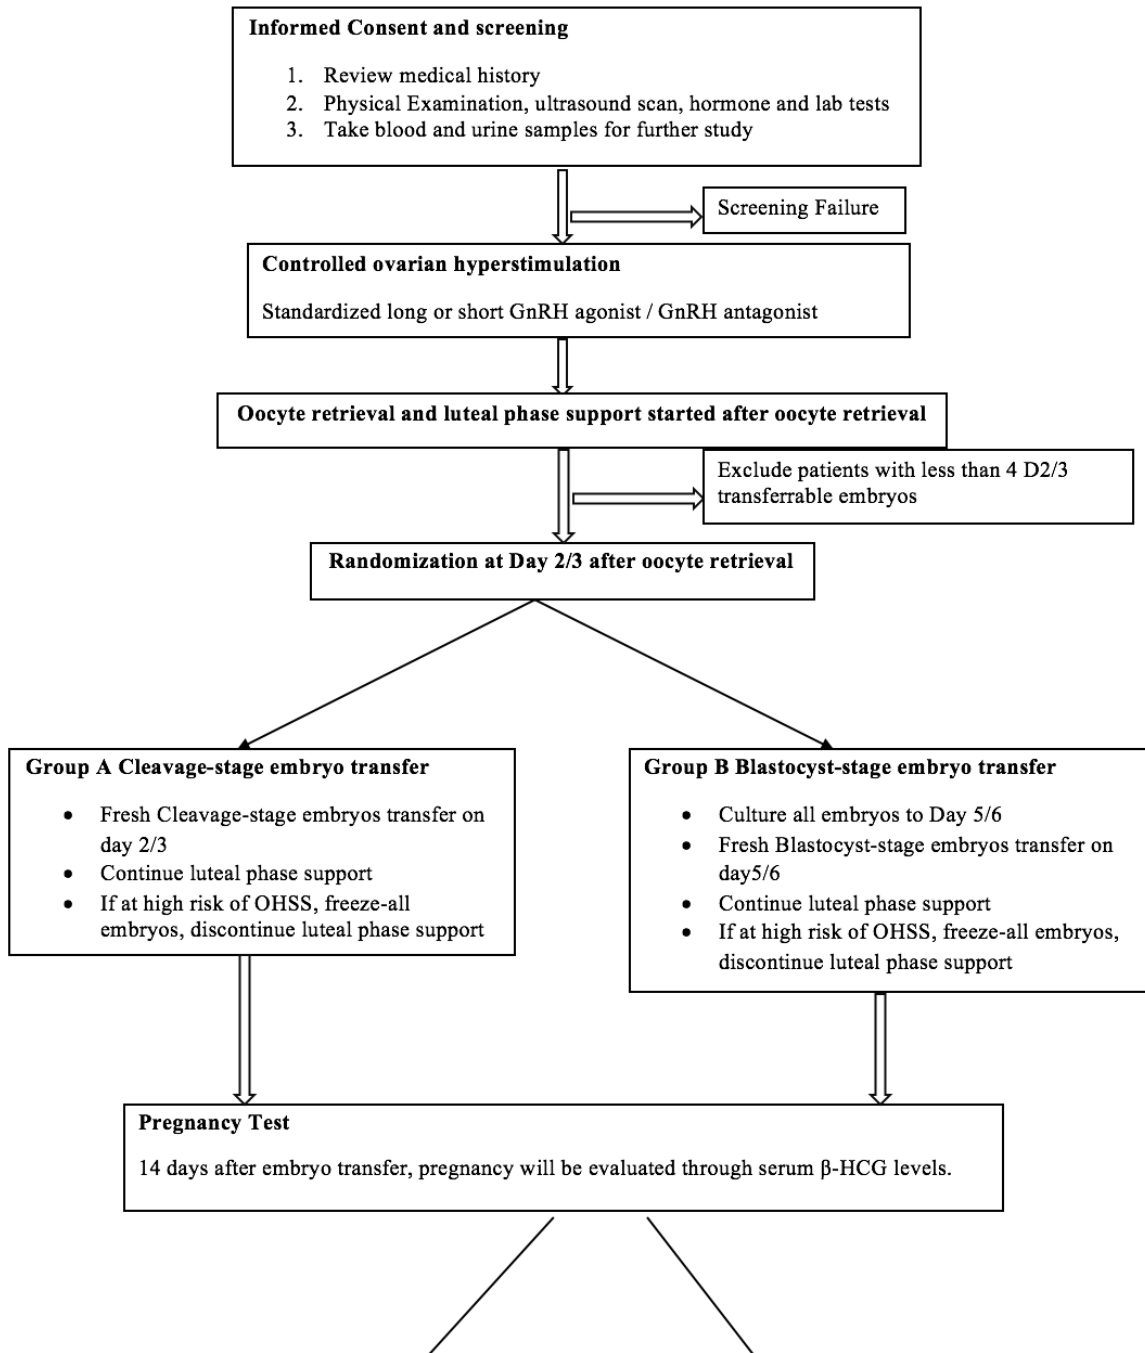 Informed Consent and screening
1. Review medical history
2. Physical Examination, ultrasound scan, hormone and lab tests
3. Take blood and urine samples for further study
Screening Failure
Controlled ovarian hyperstimulation
Standardized long or short GnRH agonist / GnRH antagonist
Oocyte retrieval and luteal phase support started after oocyte retrieval
Exclude patients with less than 4 D2/3
transferrable embryos
Randomization at Day 2/3 after oocyte retrieval
Group A Cleavage-stage embryo transfer
• Fresh Cleavage-stage embryos transfer on
day 2/3
• Continue luteal phase support
• If at high risk of OHSS, freeze-all
embryos, discontinue luteal phase support
Group B Blastocyst-stage embryo transfer
• Culture all embryos to Day 5/6
• Fresh Blastocyst-stage embryos transfer on
day5/6
• Continue luteal phase support
• If at high risk of OHSS, freeze-all embryos,
discontinue luteal phase support
Pregnancy Test
14 days after embryo transfer, pregnancy will be evaluated through serum β-HCG levels.